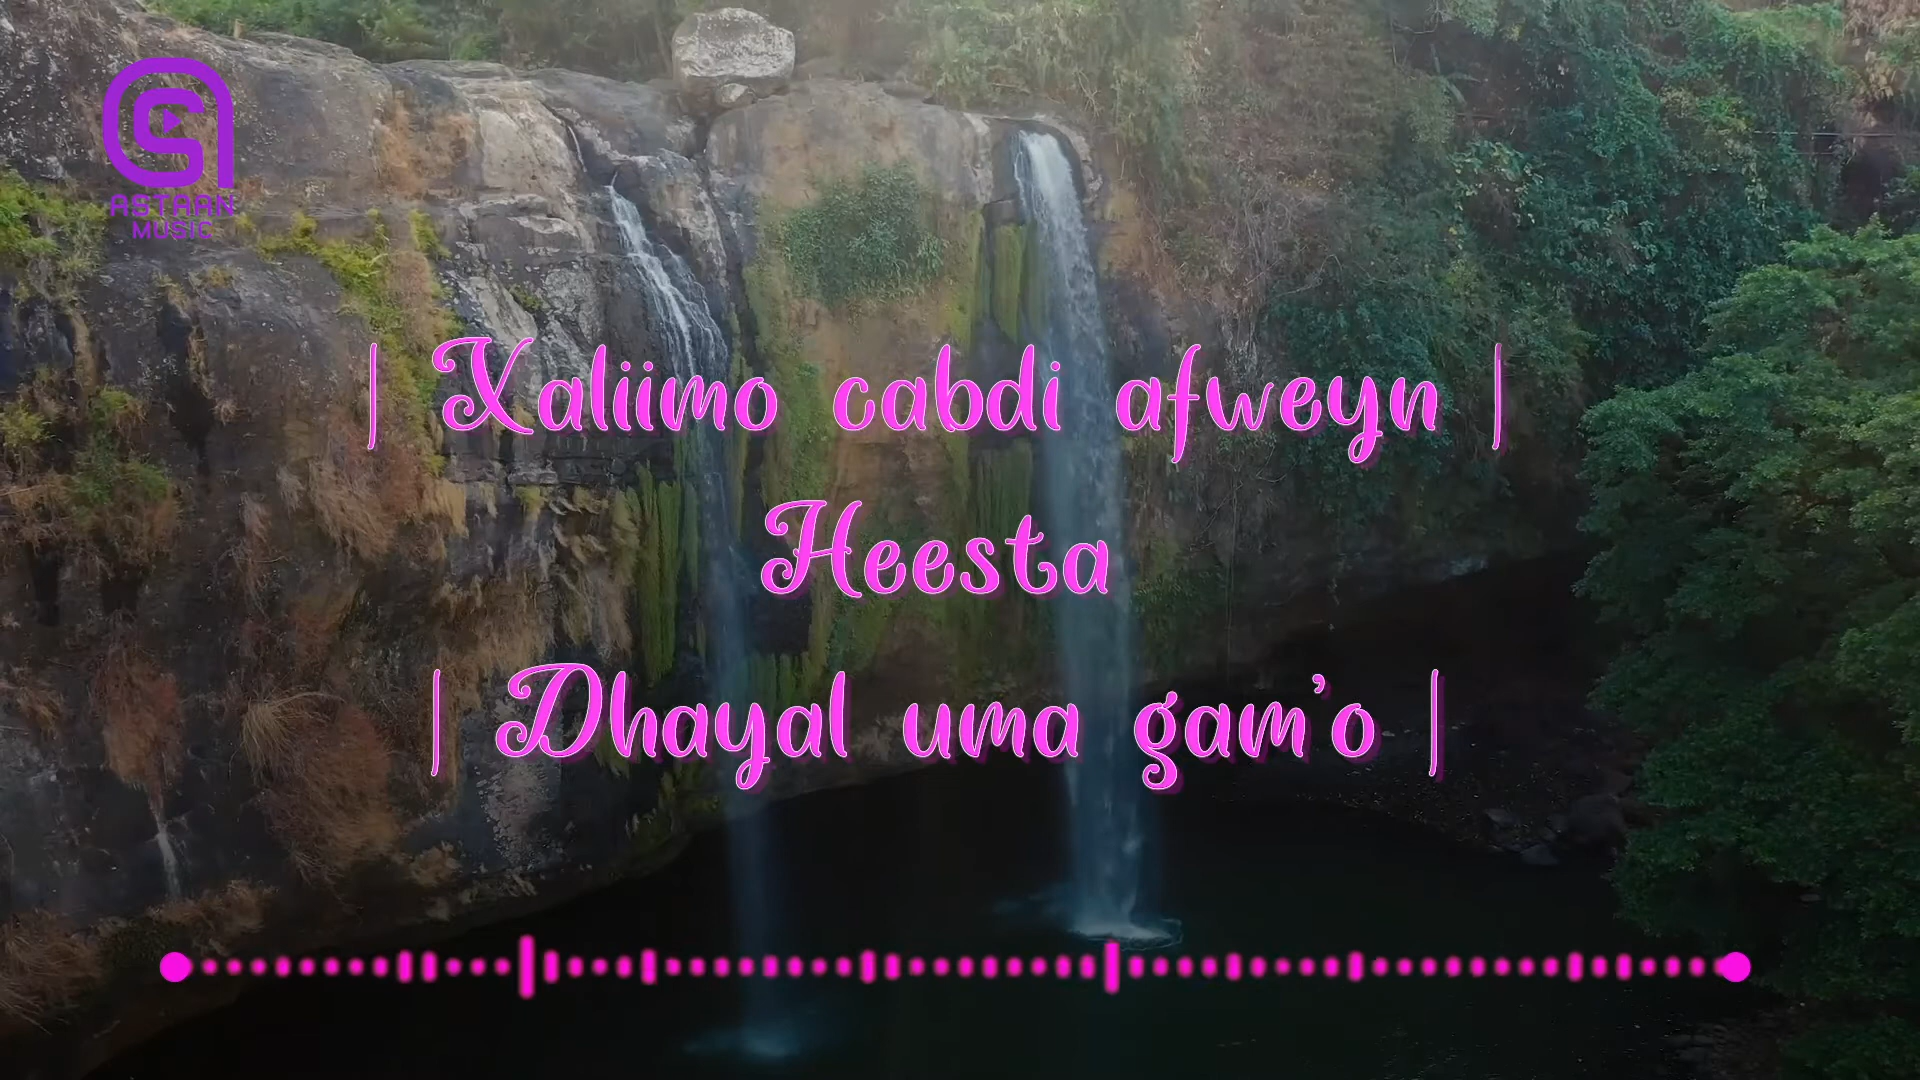 ASTAAN
MUSIC
| Xaliimo cabdi afweyn |
Heesta
| Dhayal uma gam'o |